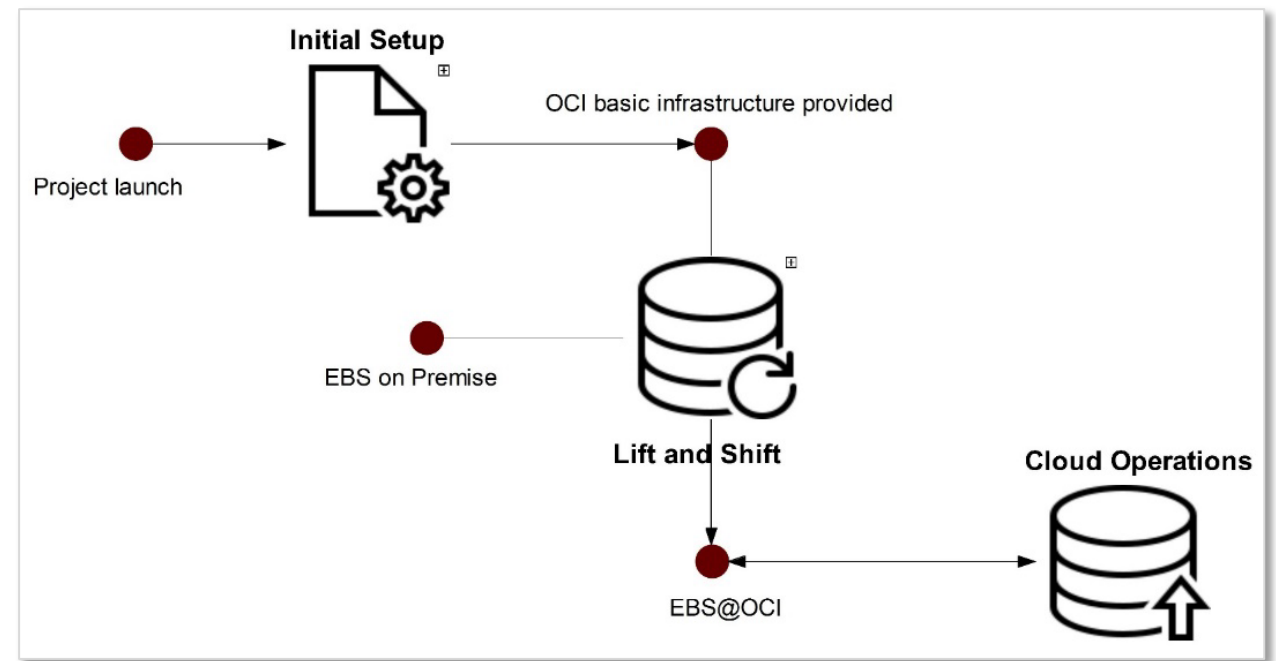 Initial Setup
OCI basic infrastructure provided
Project launch
EBS on Premise
Lift and Shift
Cloud Operations
EBS@OCI